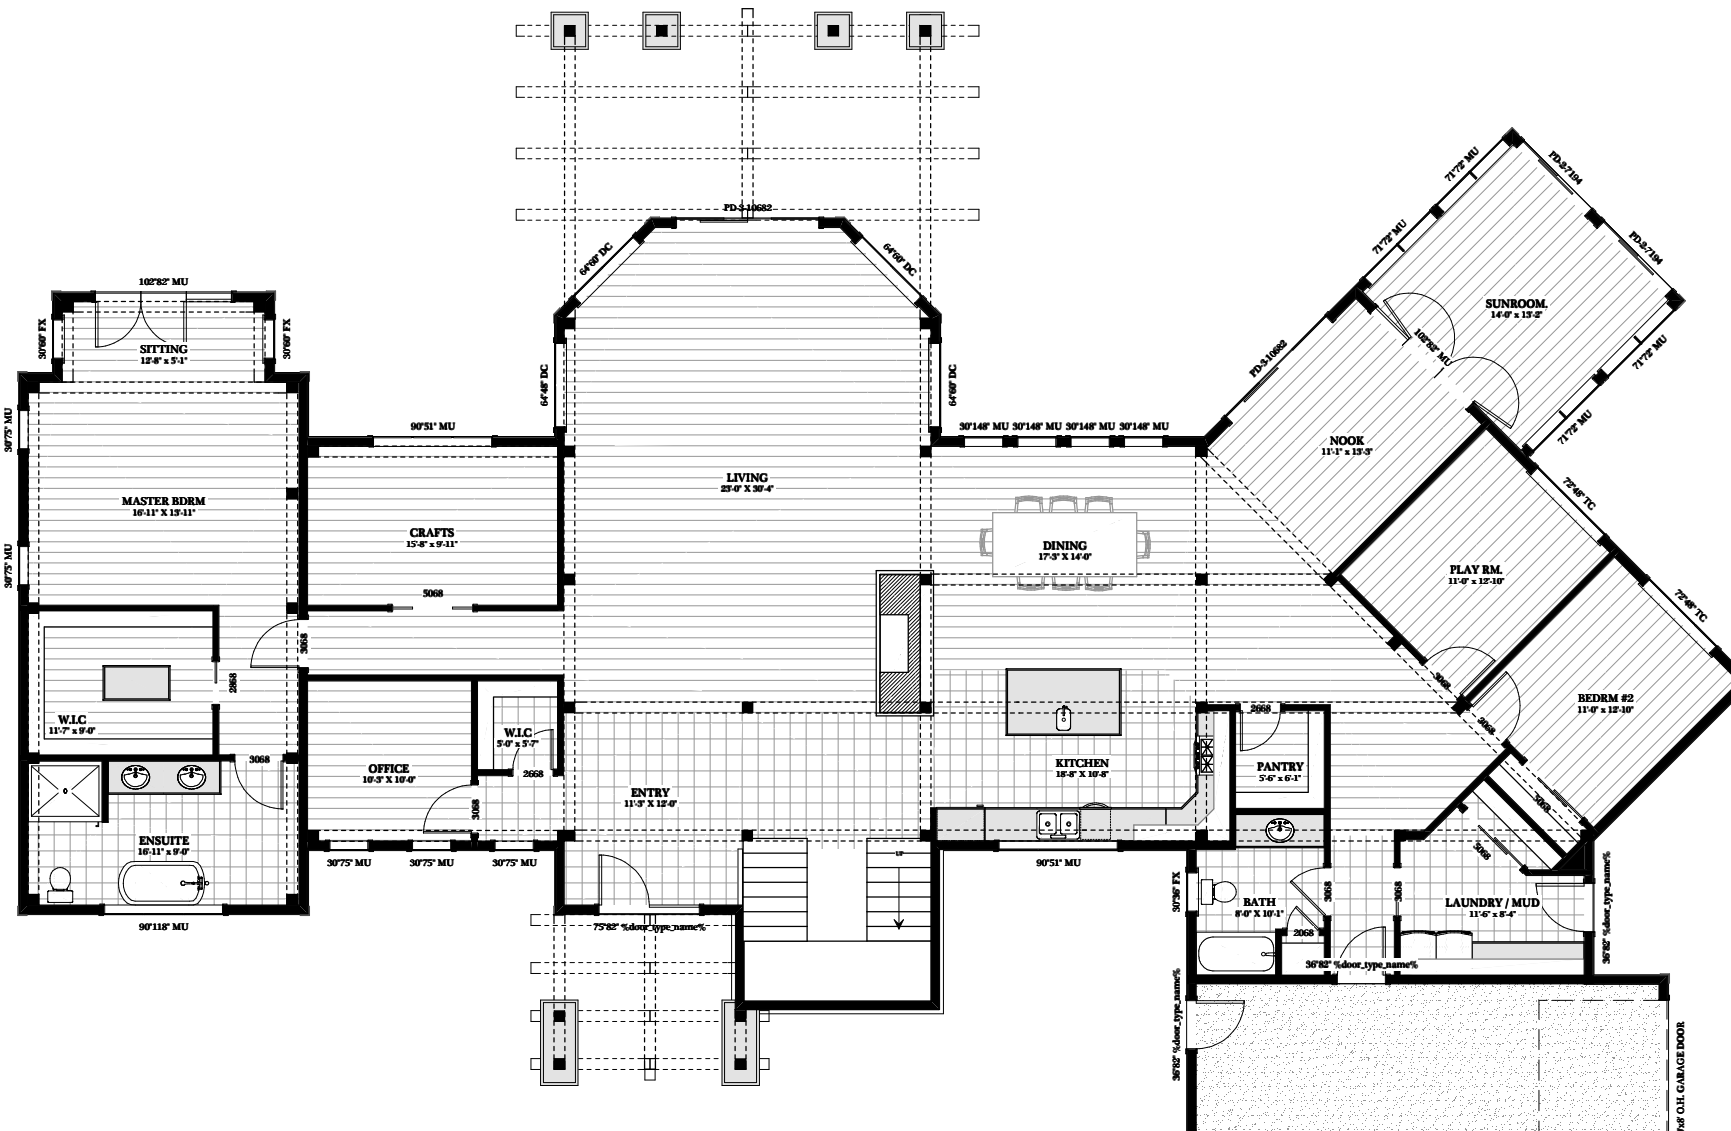 PD-3-10682
64"60" DC
64"60" DC
71"72" MU
PD-2-7194
71"72" MU
PD-2-7194
SUNROOM.
14'-0" x 13'-2"
102"82" MU
71"72" MU
71"72" MU
PD-3-10682
102"82" MU
30"60" FX
SITTING
12'-8" x 5'-1"
30"60" FX
64"48" DC
64"60" DC
30"75" MU
90"51" MU
30"148" MU 30"148" MU 30"148" MU 30"148" MU
NOOK
11'-1" x 13'-3"
72"48" TC
LIVING
23'-0" X 30'-4"
MASTER BDRM
16'-11" X 13'-11"
CRAFTS
15'-8" x 9'-11"
DINING
17'-3" X 14'-0"
30"75" MU
PLAY RM.
11'-0" x 12'-10"
72"48" TC
5068
3068
2868
3068
BEDRM #2
11'-0" x 12'-10"
3068
W.I.C
11'-7" x 9'-0"
W.I.C
5'-0" x 5'-7"
2668
2668
3068
OFFICE
10'-3" X 10'-0"
3068
KITCHEN
18'-8" X 10'-8"
PANTRY
5'-6" x 6'-1"
ENTRY
11'-3" X 12'-0"
5068
ENSUITE
16'-11" x 9'-0"
5068
UP
30"75" MU
30"75" MU
30"75" MU
90"51" MU
30"36" FX
3068
3068
BATH
8'-0" X 10'-1"
LAUNDRY / MUD
11'-6" x 8'-4"
36"82" %door_type_name%
90"118" MU
75"82" %door_type_name%
2068
36"82" %door_type_name%
36"82" %door_type_name%
O.H. GARAGE DOOR